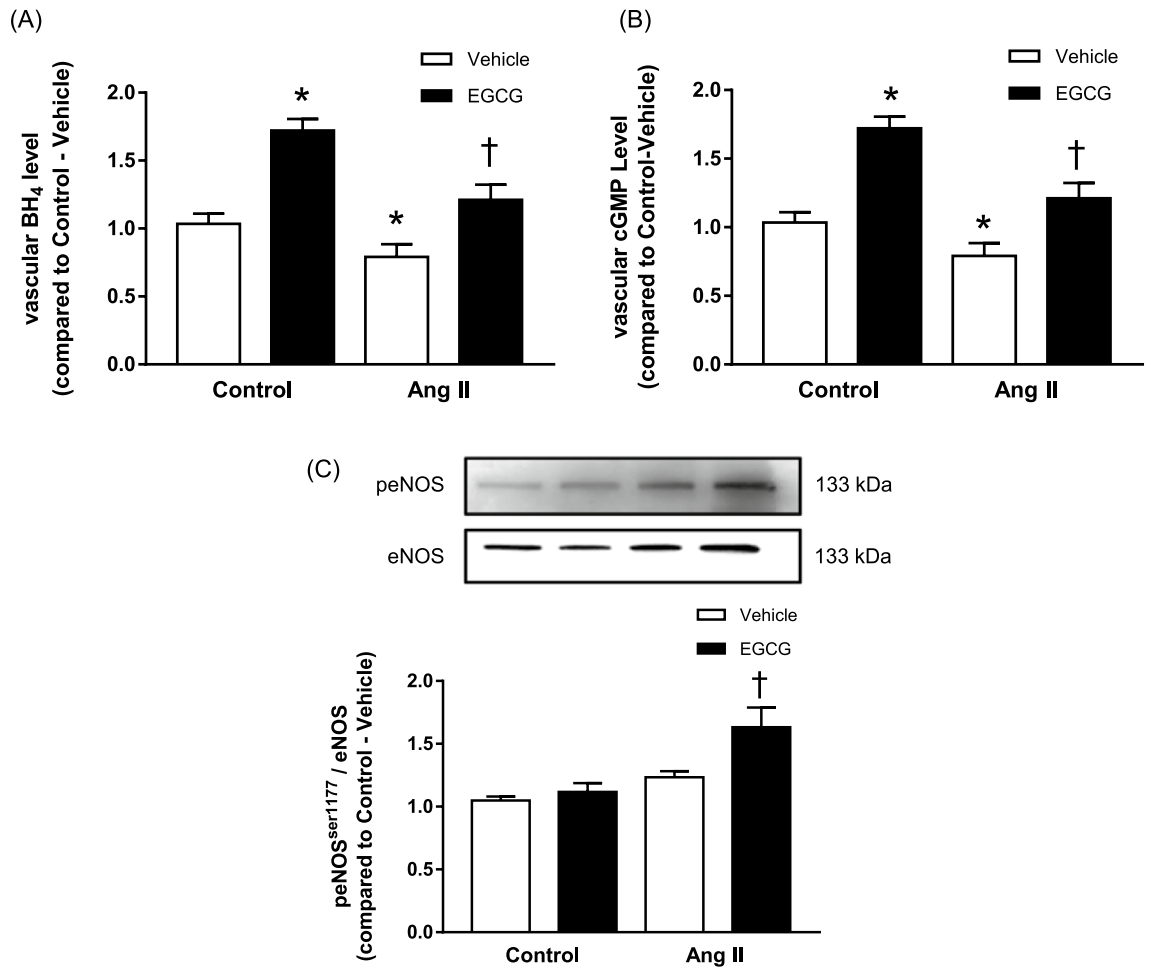 (A)
Vehicle
EGCG
vascular BH₄ level
(compared to Control - Vehicle)
2.0
1.5
1.0
0.5
0.0
*
*
†
Control
Ang II
(B)
Vehicle
EGCG
vascular cGMP Level
(compared to Control-Vehicle)
2.0
1.5
1.0
0.5
0.0
*
*
†
Control
Ang II
(C)
peNOS
133 kDa
eNOS
133 kDa
Vehicle
EGCG
peNOSˢᵉʳ¹¹⁷⁷ / eNOS
(compared to Control - Vehicle)
2.0
1.5
1.0
0.5
0.0
†
Control
Ang II